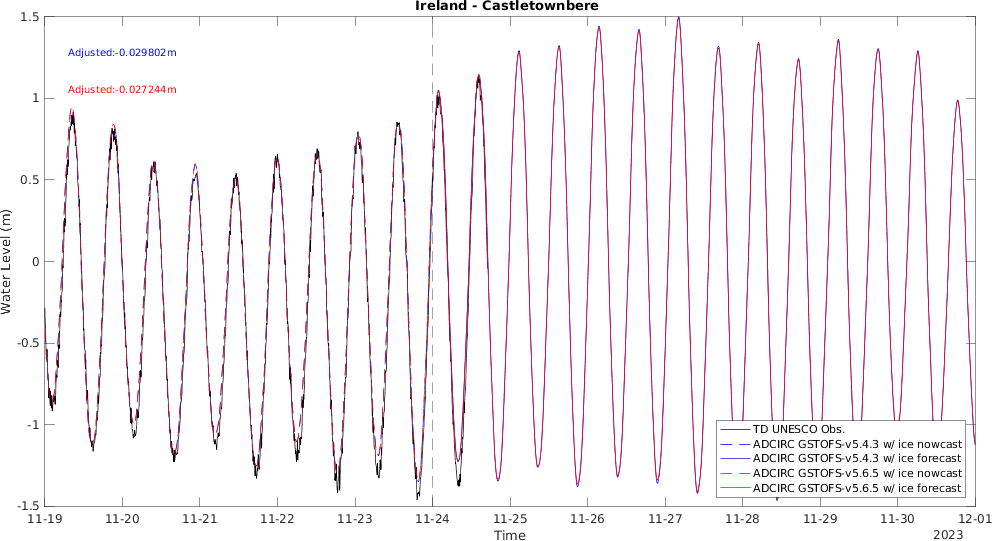 Ireland - Castletownbere
Adjusted:-0.029802m
Adjusted:-0.027244m
1.5
1
0.5
0
-0.5
-1
-1.5
Water Level (m)
TD UNESCO Obs.
ADCIRC GSTOFS-v5.4.3 w/ ice nowcast
ADCIRC GSTOFS-v5.4.3 w/ ice forecast
ADCIRC GSTOFS-v5.6.5 w/ ice nowcast
ADCIRC GSTOFS-v5.6.5 w/ ice forecast
11-19 11-20 11-21 11-22 11-23 11-24 11-25 11-26 11-27 11-28 11-29 11-30 12-01
Time
2023